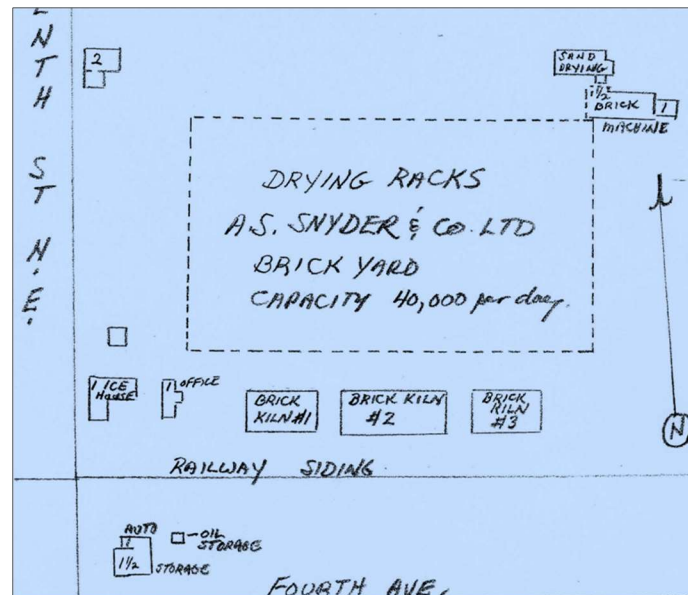 ENTH ST N.E.
2
SAND
DRYING
1½
BRICK
1
MACHINE
DRYING RACKS
A.S. SNYDER & CO. LTD
BRICK YARD
CAPACITY 40,000 per day.
1 ICE
HOUSE
1
OFFICE
BRICK
KILN #1
BRICK KILN
#2
BRICK
KILN
#3
N
RAILWAY SIDING
AUTO
1½
STORAGE
OIL
STORAGE
FOURTH AVE.